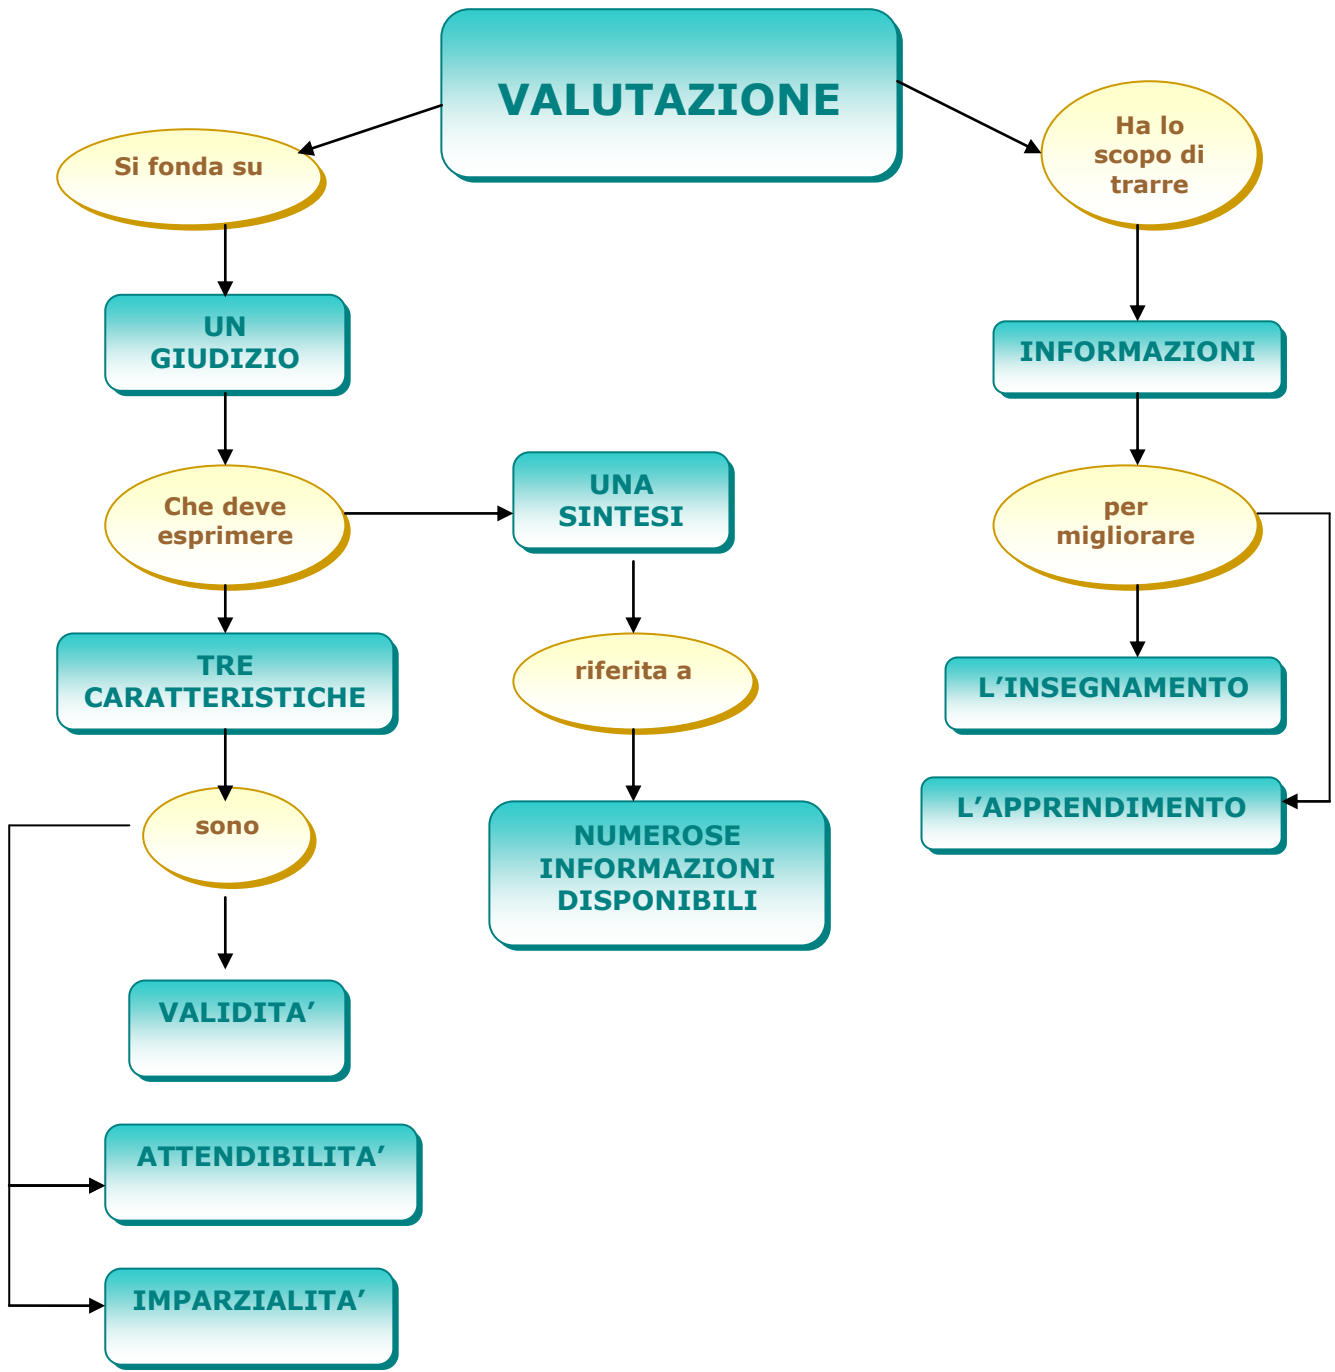 VALUTAZIONE
Si fonda su
Ha lo
scopo di
trarre
UN
GIUDIZIO
INFORMAZIONI
Che deve
esprimere
UNA
SINTESI
per
migliorare
TRE
CARATTERISTICHE
riferita a
L’INSEGNAMENTO
L’APPRENDIMENTO
sono
NUMEROSE
INFORMAZIONI
DISPONIBILI
VALIDITA’
ATTENDIBILITA’
IMPARZIALITA’